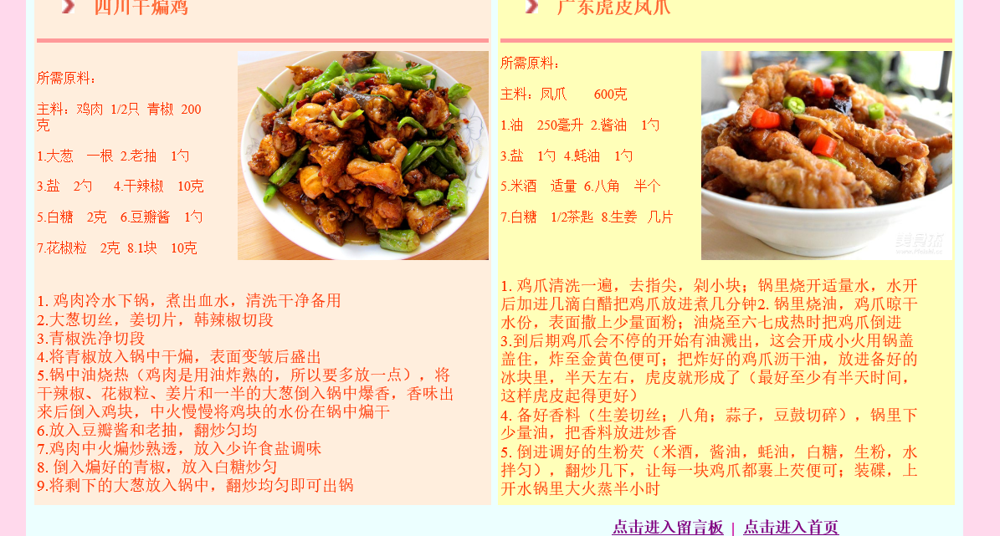 四川干煸鸡
所需原料：
主料：鸡肉 1/2只 青椒 200
克
1.大葱 一根 2.老抽 1勺
3.盐 2勺 4.干辣椒 10克
5.白糖 2克 6.豆瓣酱 1勺
7.花椒粒 2克 8.1块 10克
1. 鸡肉冷水下锅，煮出血水，清洗干净备用
2.大葱切丝，姜切片，韩辣椒切段
3.青椒洗净切段
4.将青椒放入锅中干煸，表面变皱后盛出
5.锅中油烧热（鸡肉是用油炸熟的，所以要多放一点），将
干辣椒、花椒粒、姜片和一半的大葱倒入锅中爆香，香味出
来后倒入鸡块，中火慢慢将鸡块的水份在锅中煸干
6.放入豆瓣酱和老抽，翻炒匀均
7.鸡肉中火煸炒熟透，放入少许食盐调味
8. 倒入煸好的青椒，放入白糖炒匀
9.将剩下的大葱放入锅中，翻炒均匀即可出锅
广东虎皮凤爪
所需原料：
主料：凤爪 600克
1.油 250毫升 2.酱油 1勺
3.盐 1勺 4.蚝油 1勺
5.米酒 适量 6.八角 半个
7.白糖 1/2茶匙 8.生姜 几片
美食杰
1. 鸡爪清洗一遍，去指尖，剁小块；锅里烧开适量水，水开
后加进几滴白醋把鸡爪放进煮几分钟2. 锅里烧油，鸡爪晾干
水份，表面撒上少量面粉；油烧至六七成热时把鸡爪倒进
3.到后期鸡爪会不停的开始有油溅出，这会开成小火用锅盖
盖住，炸至金黄色便可；把炸好的鸡爪沥干油，放进备好的
冰块里，半天左右，虎皮就形成了（最好至少有半天时间，
这样虎皮起得更好）
4. 备好香料（生姜切丝；八角；蒜子，豆鼓切碎），锅里下
少量油，把香料放进炒香
5. 倒进调好的生粉芡（米酒，酱油，蚝油，白糖，生粉，水
拌匀），翻炒几下，让每一块鸡爪都裹上芡便可；装碟，上
开水锅里大火蒸半小时
点击进入留言板 | 点击进入首页